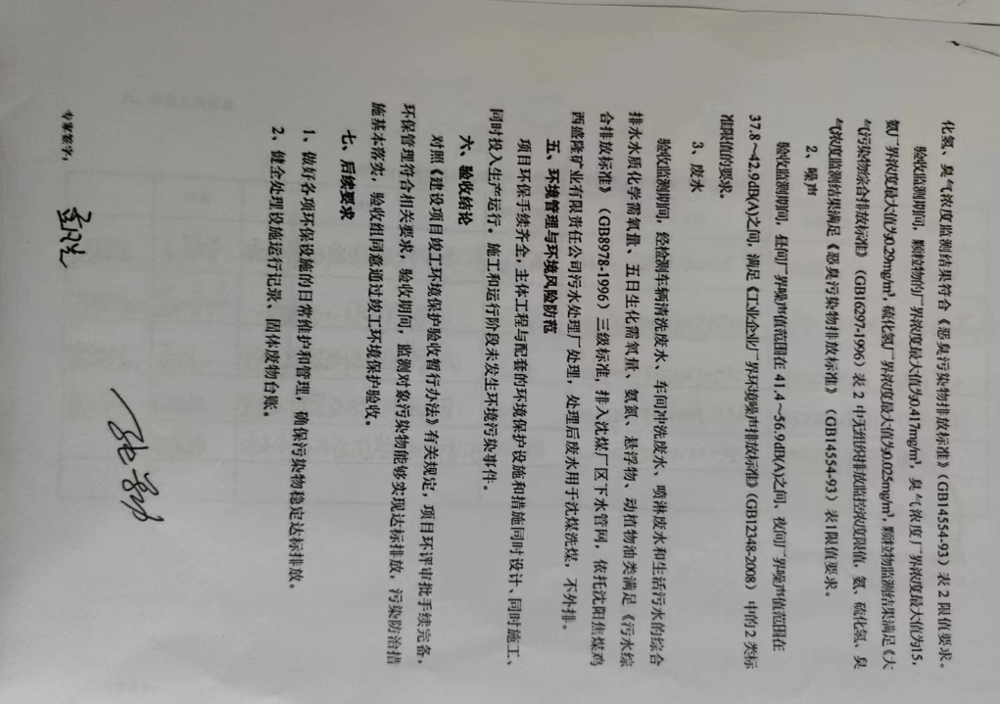 化氢、臭气浓度监测结果符合《恶臭污染物排放标准》（GB14554-93）表2限值要求。
验收监测期间，颗粒物的厂界浓度最大值为0.417mg/m³，臭气浓度厂界浓度最大值为15，
氨厂界浓度最大值为0.29mg/m³，硫化氢厂界浓度最大值为0.025mg/m³，颗粒物监测结果满足《大
气污染物综合排放标准》（GB16297-1996）表2中无组织排放监控浓度限值，氨、硫化氢、臭
气浓度监测结果满足《恶臭污染物排放标准》（GB14554-93）表1限值要求。
2、噪声
验收监测期间，昼间厂界噪声值范围在41.4~56.9dB(A)之间、夜间厂界噪声值范围在
37.8~42.9dB(A)之间，满足《工业企业厂界环境噪声排放标准》（GB12348-2008）中的2类标
准限值的要求。
3、废水
验收监测期间，经检测车辆清洗废水、车间冲洗废水、喷淋废水和生活污水的综合
排水水质化学需氧量、五日生化需氧量、氨氮、悬浮物、动植物油类满足《污水综
合排放标准》（GB8978-1996）三级标准，排入沈煤厂区下水管网，依托沈阳焦煤鸡
西盛隆矿业有限责任公司污水处理厂处理，处理后废水用于沈煤洗煤，不外排。
五、环境管理与环境风险防范
项目环保手续齐全，主体工程与配套的环境保护设施和措施同时设计、同时施工、
同时投入生产运行。施工和运行阶段未发生环境污染事件。
六、验收结论
对照《建设项目竣工环境保护验收暂行办法》有关规定，项目环评审批手续完备，
环保管理符合相关要求，验收期间，监测对象污染物能够实现达标排放，污染防治措
施基本落实，验收组同意通过竣工环境保护验收。
七、后续要求
1、做好各项环保设施的日常维护和管理，确保污染物稳定达标排放。
2、健全处理设施运行记录、固体废物台账。
专家签字：